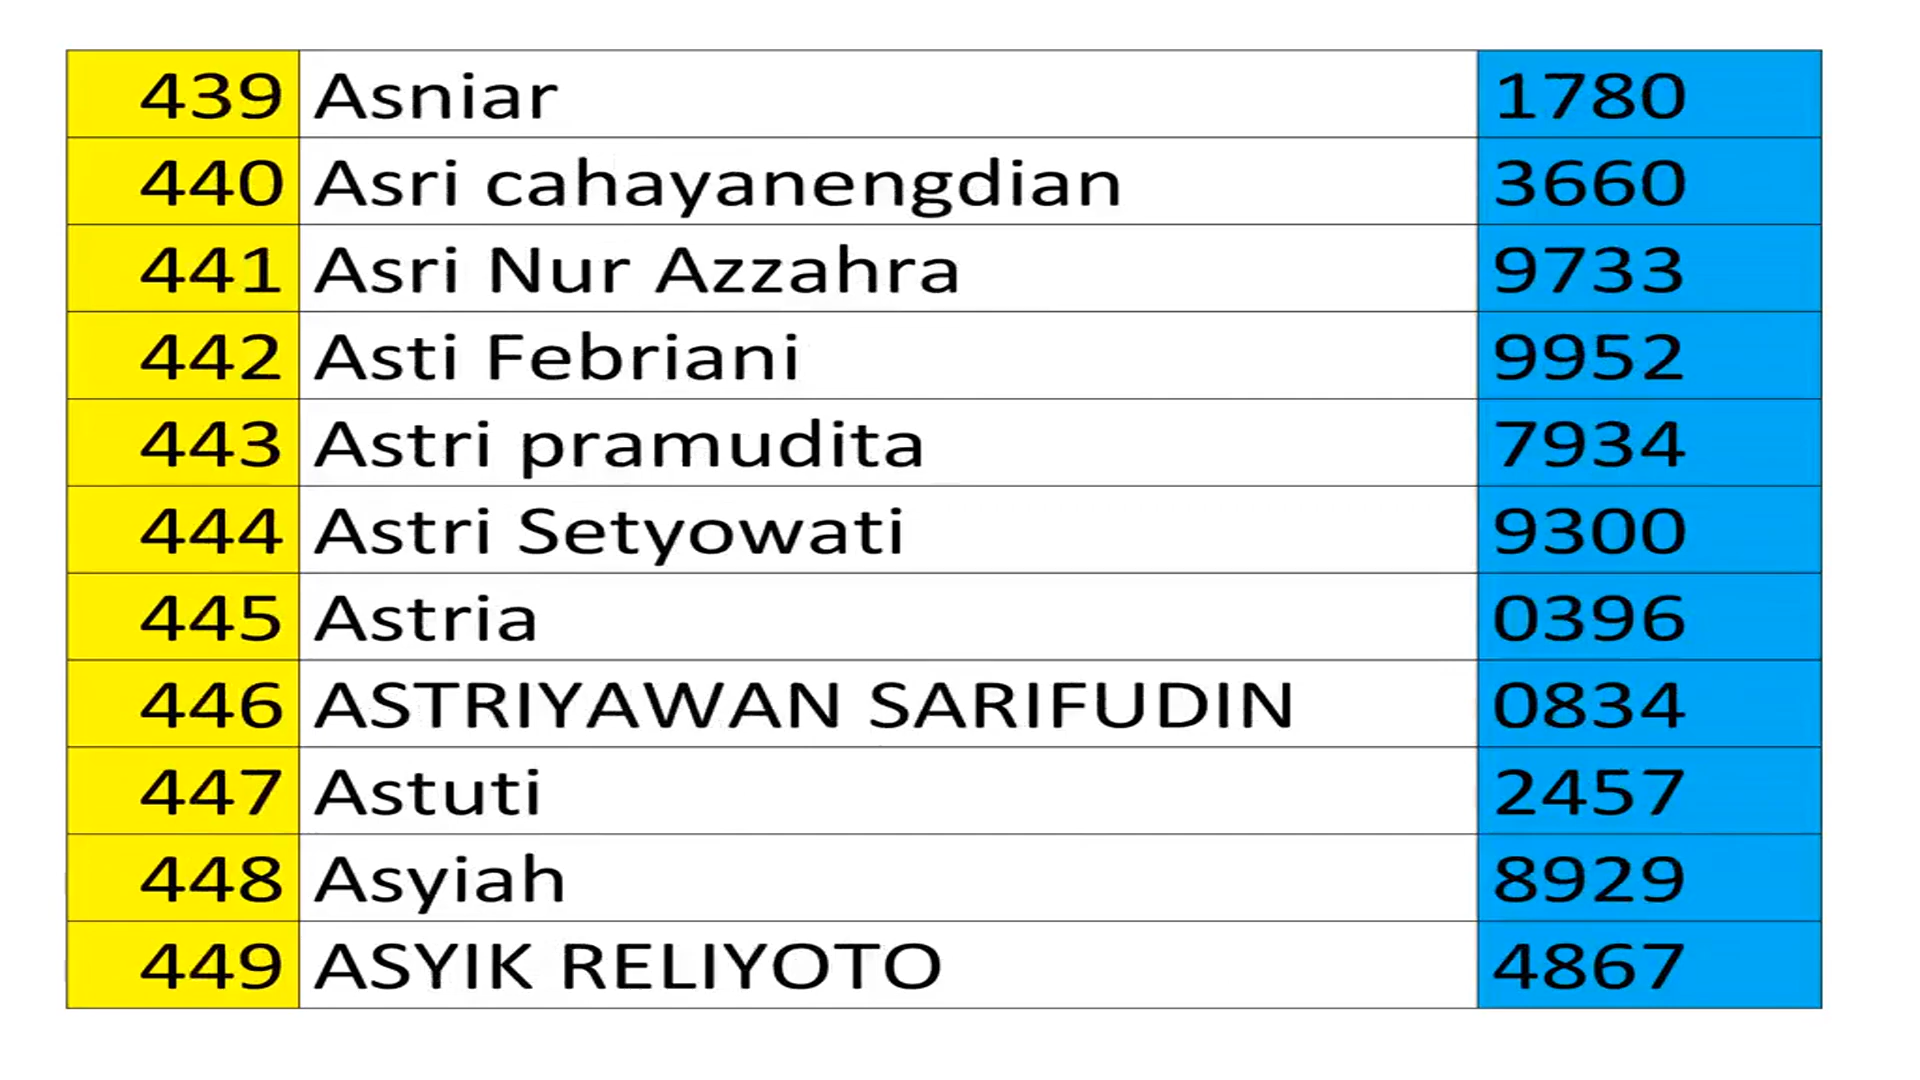 439 Asniar 1780
440 Asri cahayanengdian 3660
441 Asri Nur Azzahra 9733
442 Asti Febriani 9952
443 Astri pramudita 7934
444 Astri Setyowati 9300
445 Astria 0396
446 ASTRIYAWAN SARIFUDIN 0834
447 Astuti 2457
448 Asyiah 8929
449 ASYIK RELIYOTO 4867